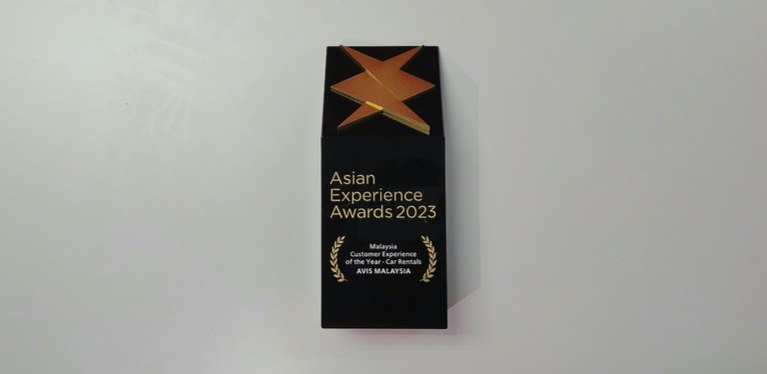 Asian
Experience
Awards 2023
Malaysia
Customer Experience
of the Year - Car Rentals
AVIS MALAYSIA